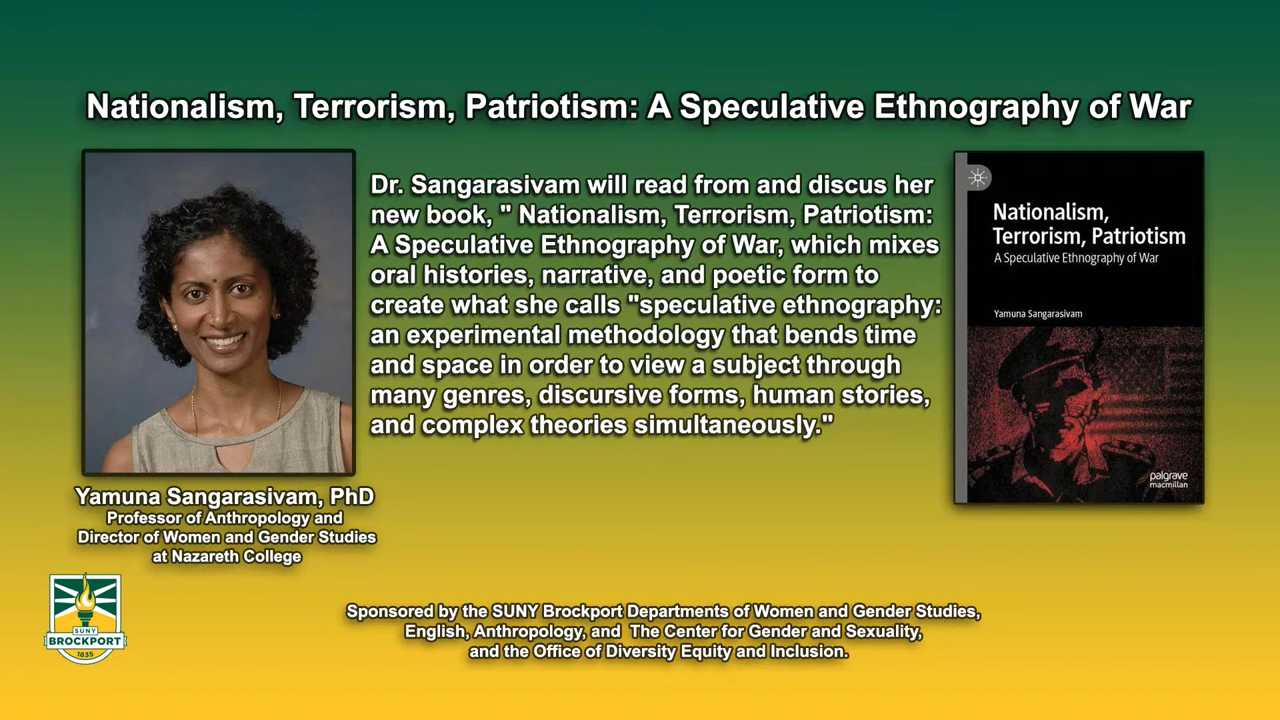 Nationalism, Terrorism, Patriotism: A Speculative Ethnography of War
Dr. Sangarasivam will read from and discus her
new book, " Nationalism, Terrorism, Patriotism:
A Speculative Ethnography of War, which mixes
oral histories, narrative, and poetic form to
create what she calls "speculative ethnography:
an experimental methodology that bends time
and space in order to view a subject through
many genres, discursive forms, human stories,
and complex theories simultaneously."
Nationalism,
Terrorism, Patriotism
A Speculative Ethnography of War
Yamuna Sangarasivam
palgrave
macmillan
Yamuna Sangarasivam, PhD
Professor of Anthropology and
Director of Women and Gender Studies
at Nazareth College
SUNY
BROCKPORT
1835
Sponsored by the SUNY Brockport Departments of Women and Gender Studies,
English, Anthropology, and The Center for Gender and Sexuality,
and the Office of Diversity Equity and Inclusion.